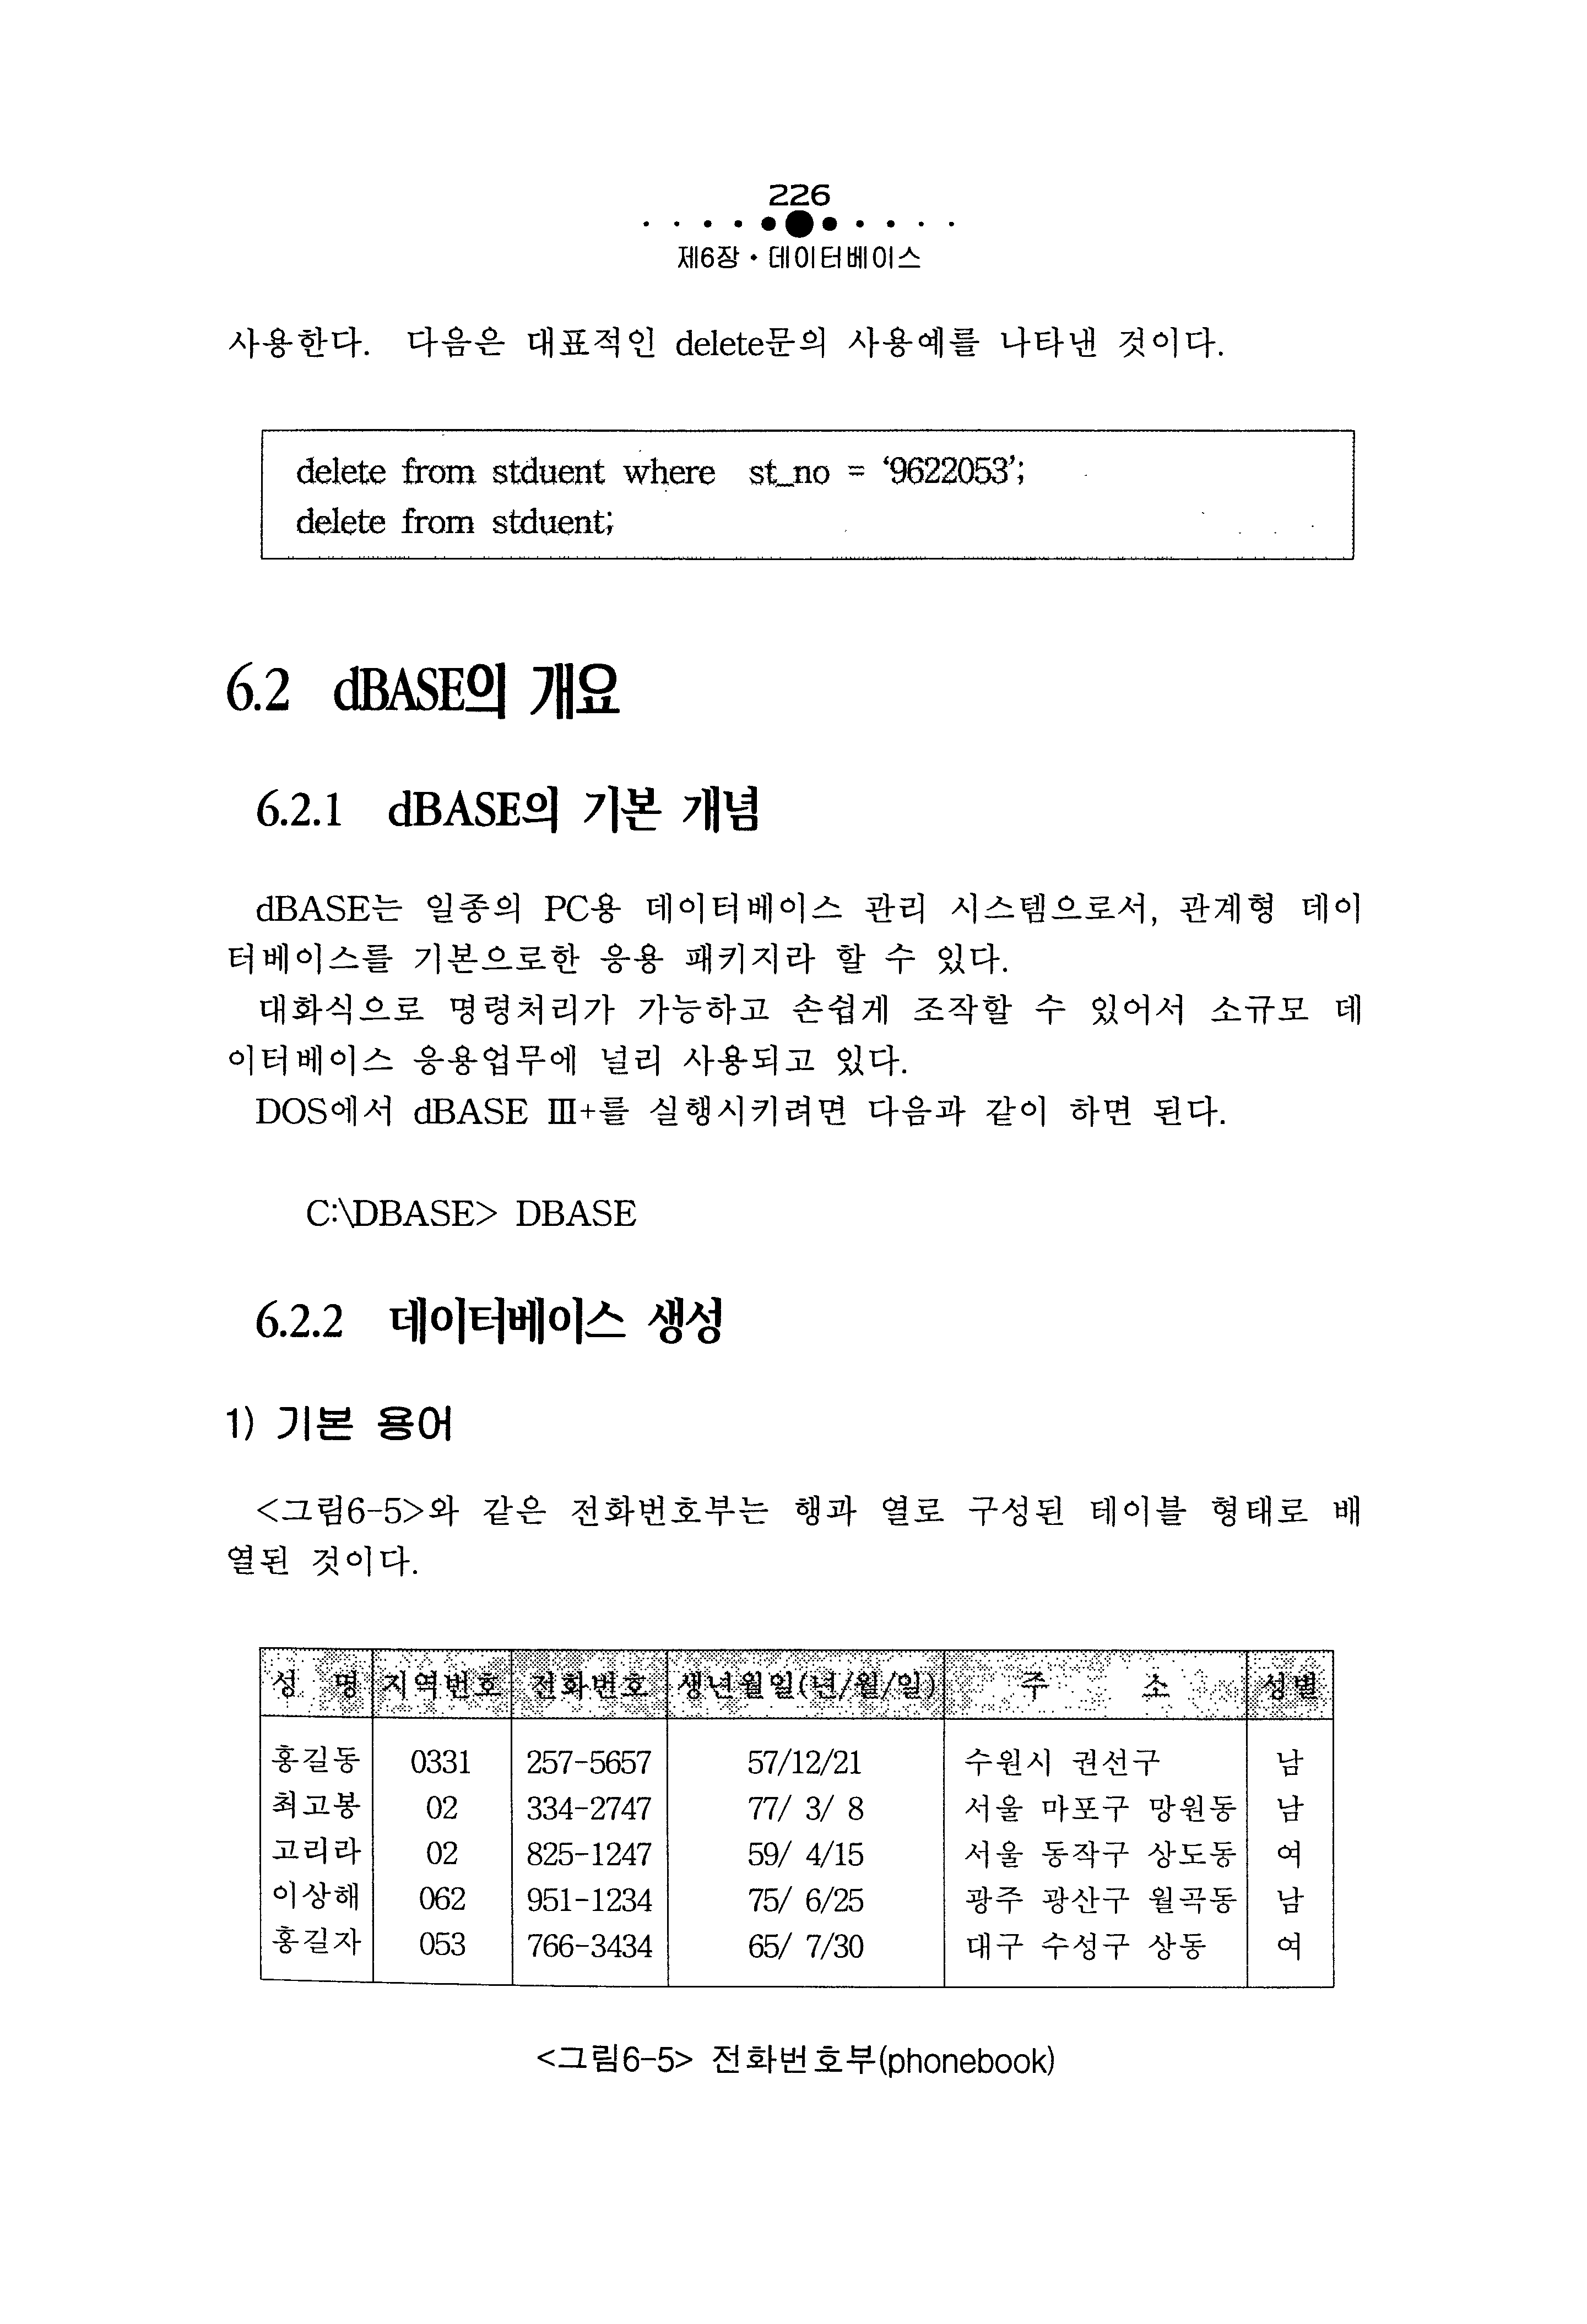 226
제6장 • 데이터베이스
사용한다. 다음은 대표적인 delete문의 사용예를 나타낸 것이다.
delete from stduent where st_no = ‘9622053’;
delete from stduent;
6.2 dBASE의 개요
6.2.1 dBASE의 기본 개념
dBASE는 일종의 PC용 데이터베이스 관리 시스템으로서, 관계형 데이
터베이스를 기본으로한 응용 패키지라 할 수 있다.
대화식으로 명령처리가 가능하고 손쉽게 조작할 수 있어서 소규모 데
이터베이스 응용업무에 널리 사용되고 있다.
DOS에서 dBASE Ⅲ+를 실행시키려면 다음과 같이 하면 된다.
C:\DBASE> DBASE
6.2.2 데이터베이스 생성
1) 기본 용어
<그림6-5>와 같은 전화번호부는 행과 열로 구성된 테이블 형태로 배
열된 것이다.
성 명 지역번호 전화번호 생년월일(년/월/일) 주 소 성별
홍길동 0331 257-5657 57/12/21 수원시 권선구 남
최고봉 02 334-2747 77/ 3/ 8 서울 마포구 망원동 남
고리라 02 825-1247 59/ 4/15 서울 동작구 상도동 여
이상해 062 951-1234 75/ 6/25 광주 광산구 월곡동 남
홍길자 053 766-3434 65/ 7/30 대구 수성구 상동 여
<그림6-5> 전화번호부(phonebook)